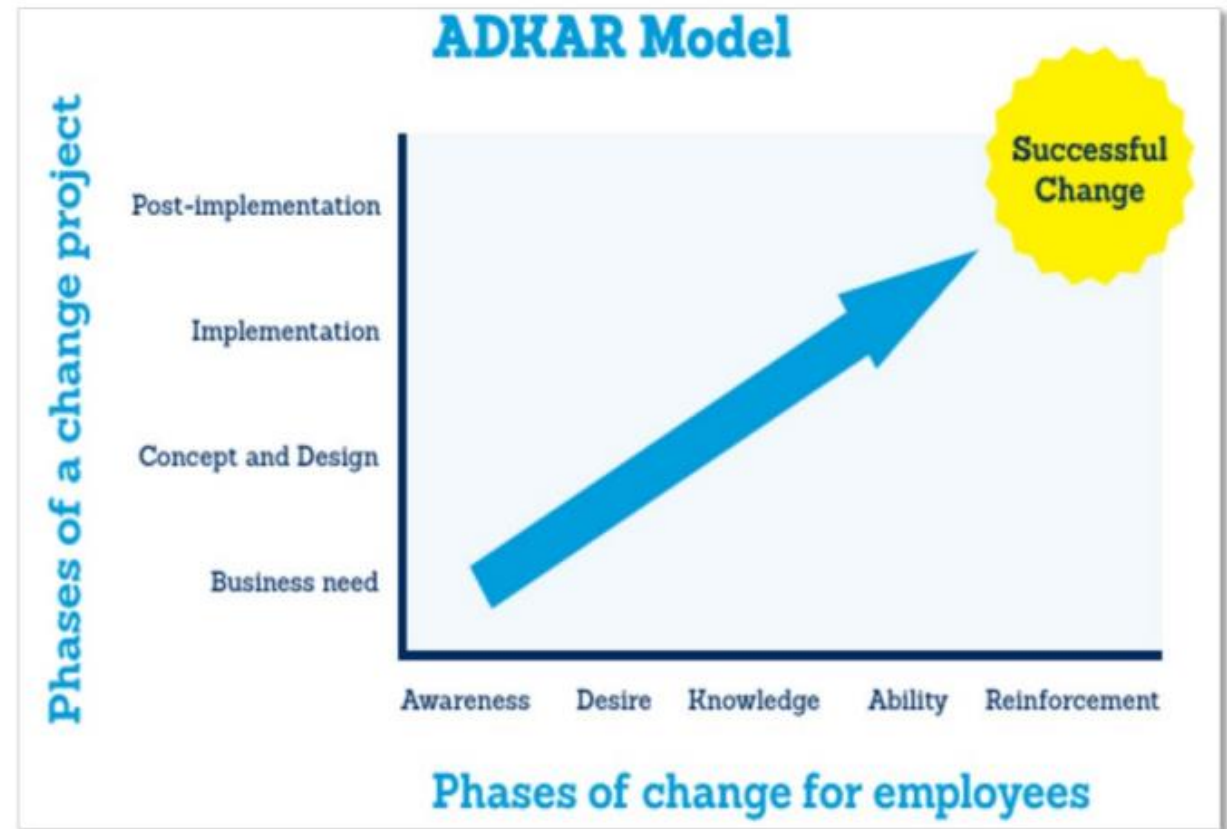 ADKAR Model
Successful
Change
Phases of a change project
Post-implementation
Implementation
Concept and Design
Business need
Awareness Desire Knowledge Ability Reinforcement
Phases of change for employees